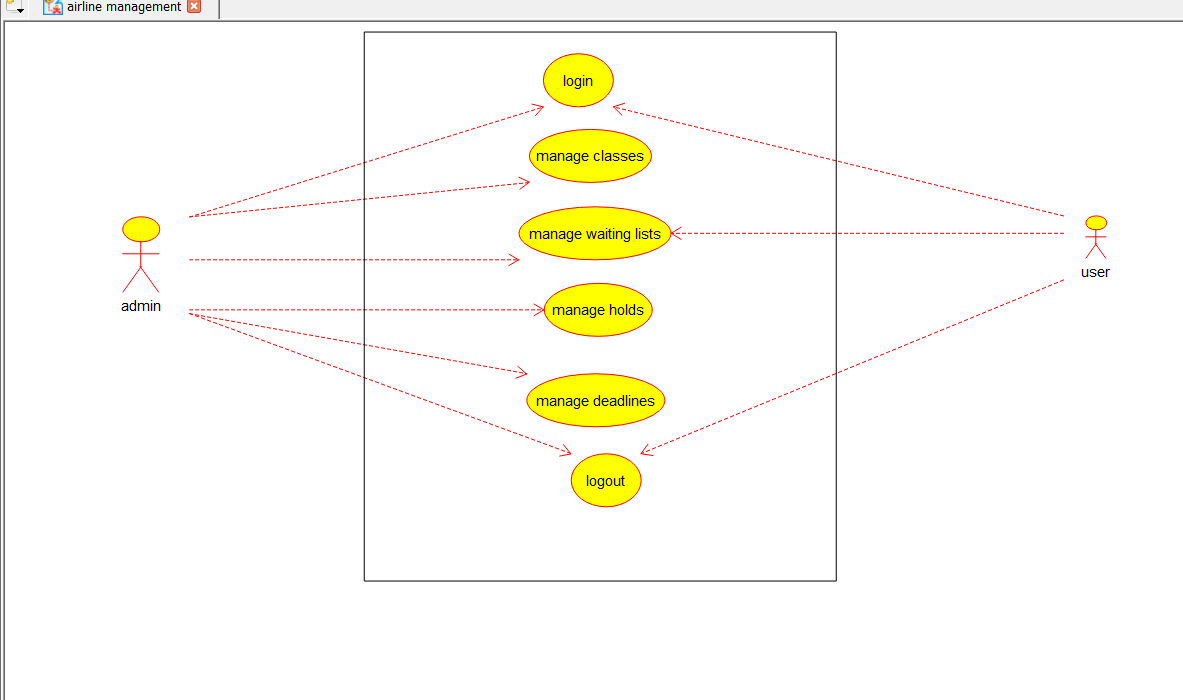 airline management
login
manage classes
manage waiting lists
manage holds
manage deadlines
logout
admin
user